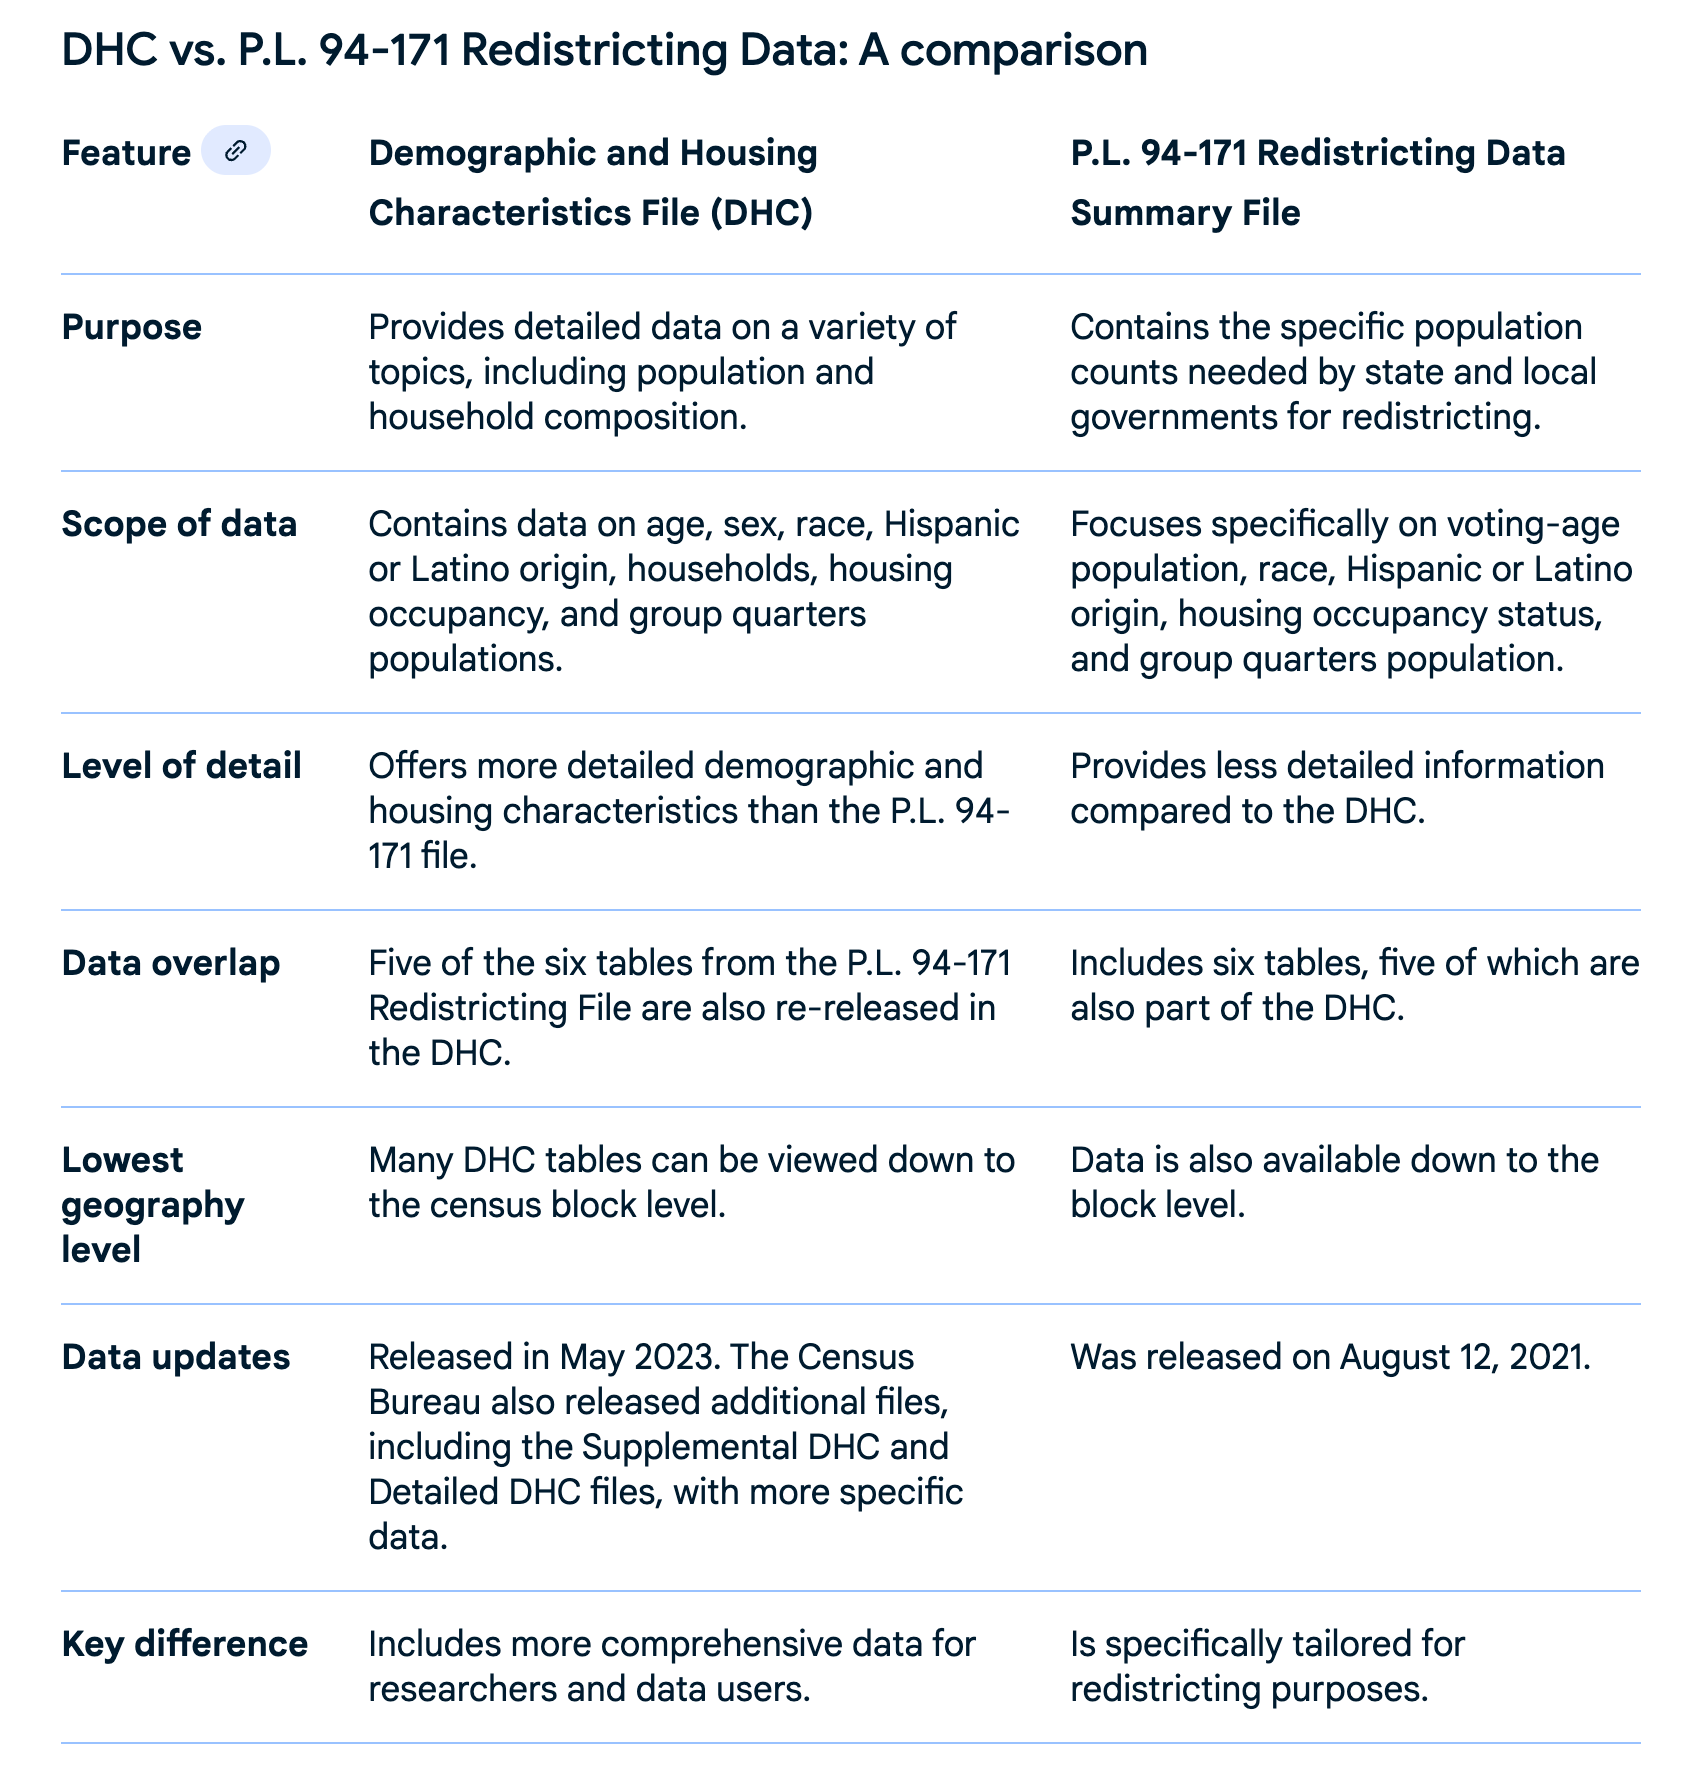 DHC vs. P.L. 94-171 Redistricting Data: A comparison
Feature
Demographic and Housing
Characteristics File (DHC)
P.L. 94-171 Redistricting Data
Summary File
Purpose
Provides detailed data on a variety of
topics, including population and
household composition.
Contains the specific population
counts needed by state and local
governments for redistricting.
Scope of data
Contains data on age, sex, race, Hispanic
or Latino origin, households, housing
occupancy, and group quarters
populations.
Focuses specifically on voting-age
population, race, Hispanic or Latino
origin, housing occupancy status,
and group quarters population.
Level of detail
Offers more detailed demographic and
housing characteristics than the P.L. 94-
171 file.
Provides less detailed information
compared to the DHC.
Data overlap
Five of the six tables from the P.L. 94-171
Redistricting File are also re-released in
the DHC.
Includes six tables, five of which are
also part of the DHC.
Lowest
geography
level
Many DHC tables can be viewed down to
the census block level.
Data is also available down to the
block level.
Data updates
Released in May 2023. The Census
Bureau also released additional files,
including the Supplemental DHC and
Detailed DHC files, with more specific
data.
Was released on August 12, 2021.
Key difference
Includes more comprehensive data for
researchers and data users.
Is specifically tailored for
redistricting purposes.